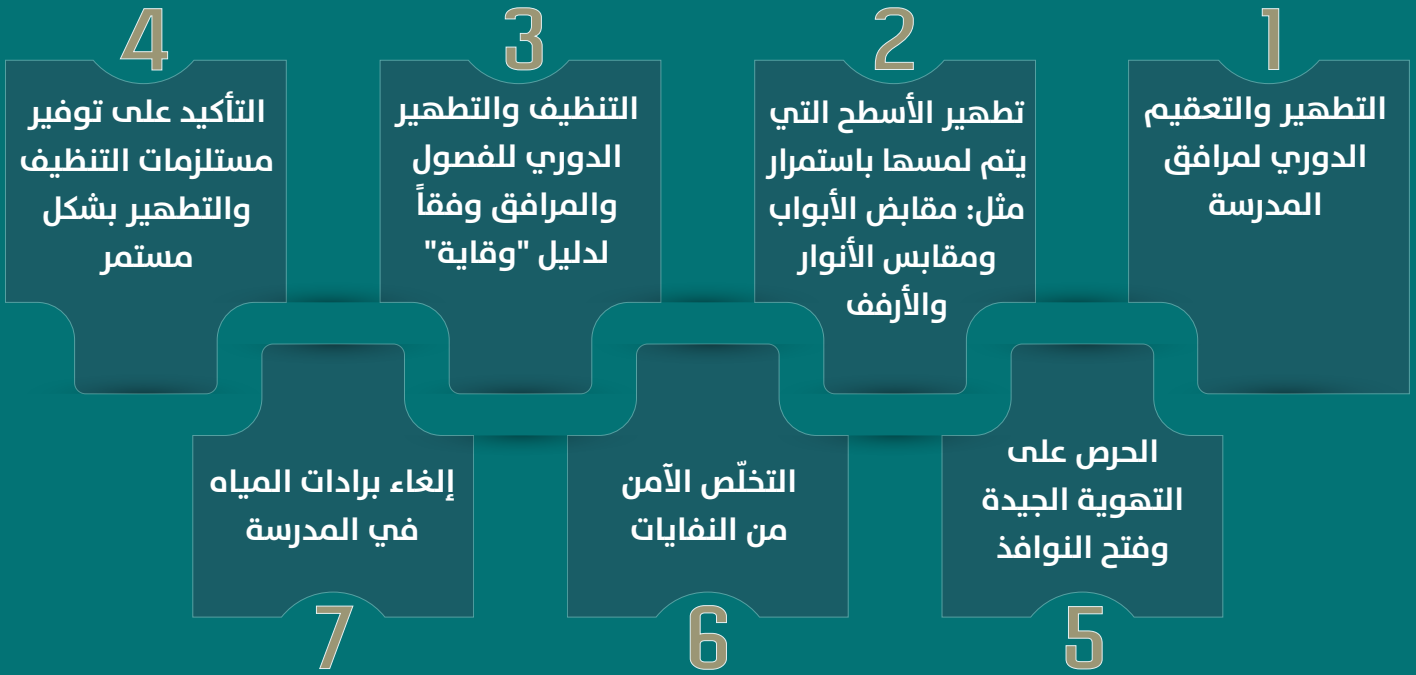 1
التطهير والتعقيم
الدوري لمرافق
المدرسة
2
تطهير الأسطح التي
يتم لمسها باستمرار
مثل: مقابض الأبواب
ومقابس الأنوار
والأرفف
3
التنظيف والتطهير
الدوري للفصول
والمرافق وفقاً
لدليل "وقاية"
4
التأكيد على توفير
مستلزمات التنظيف
والتطهير بشكل
مستمر
الحرص على
التهوية الجيدة
وفتح النوافذ
5
التخلّص الآمن
من النفايات
6
إلغاء برادات المياه
في المدرسة
7